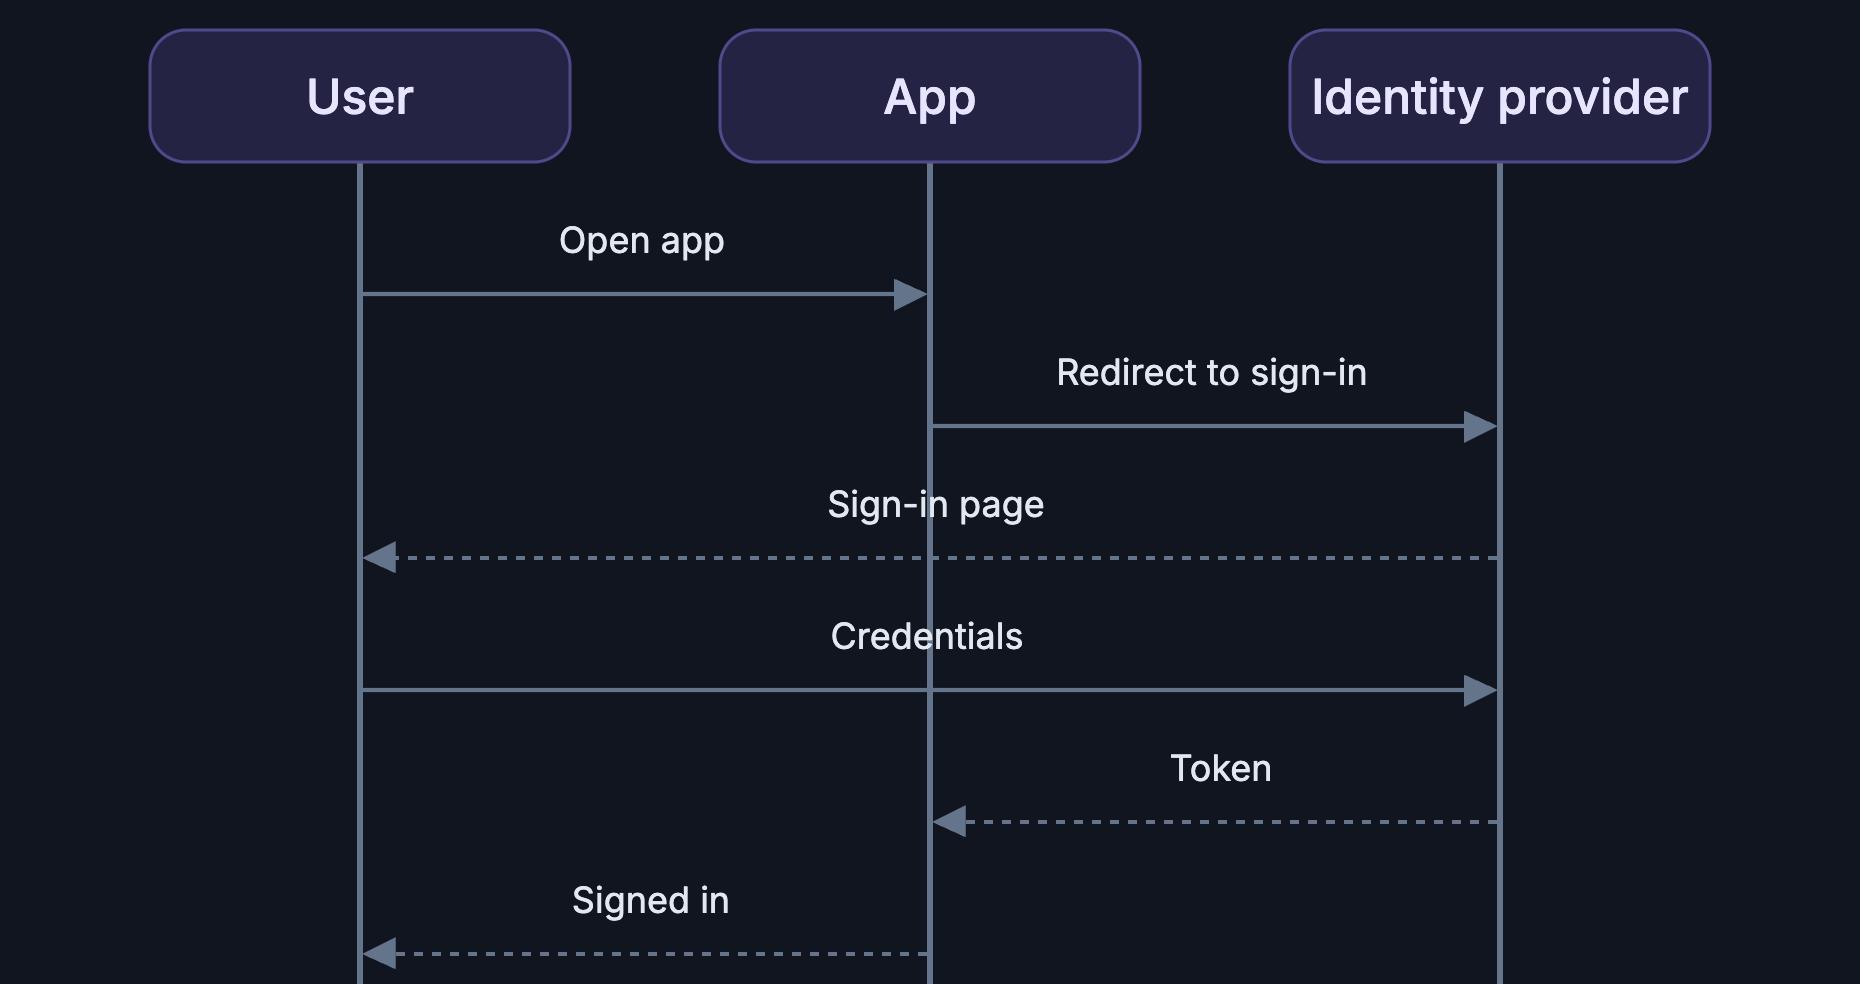 User
App
Identity provider
Open app
Redirect to sign-in
Sign-in page
Credentials
Token
Signed in